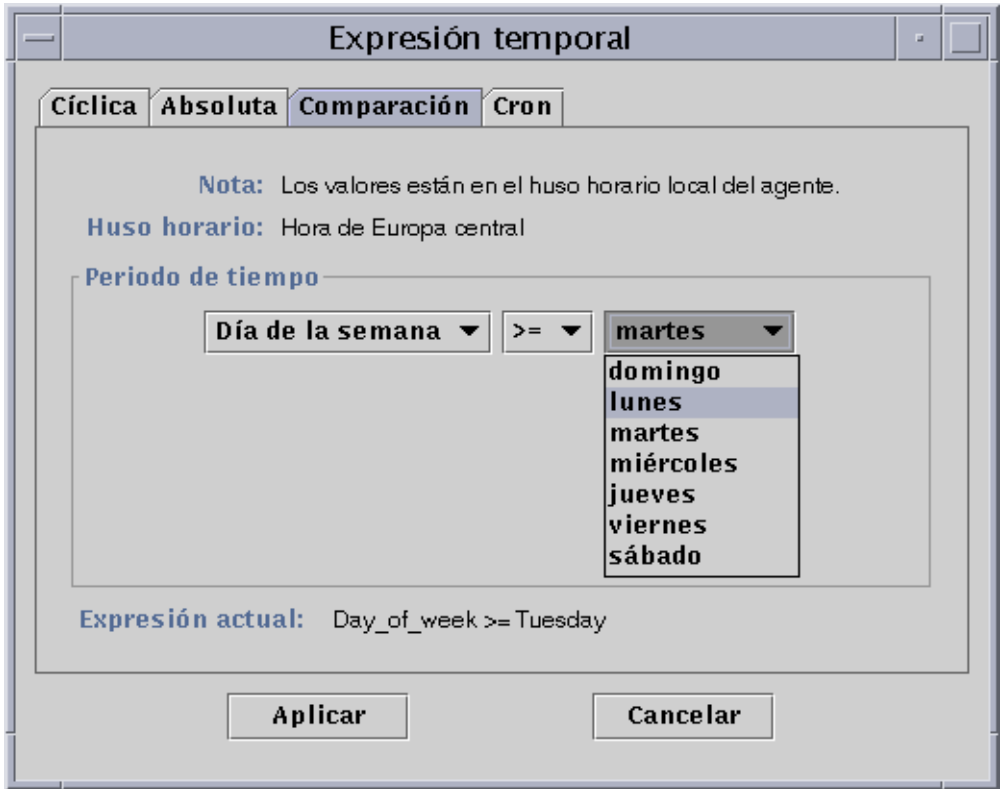 Expresión temporal
Cíclica Absoluta Comparación Cron
Nota: Los valores están en el huso horario local del agente.
Huso horario: Hora de Europa central
Periodo de tiempo
Día de la semana >= martes
domingo
lunes
martes
miércoles
jueves
viernes
sábado
Expresión actual: Day_of_week >= Tuesday
Aplicar Cancelar